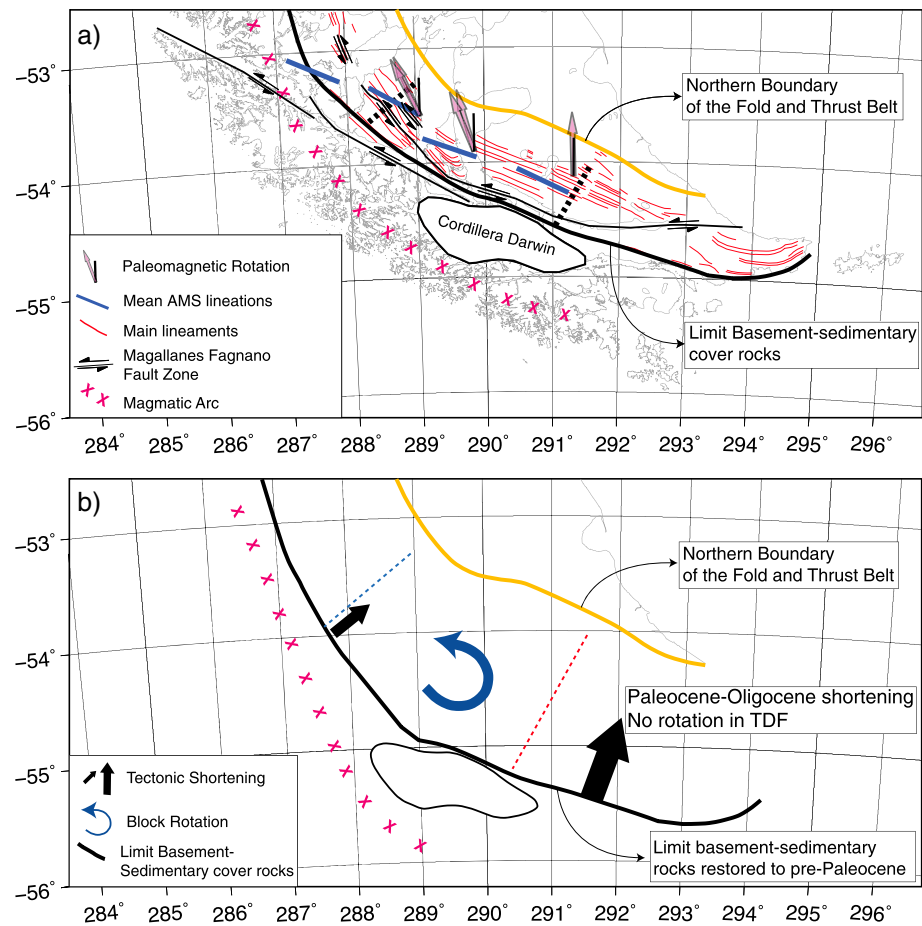 a)
−53°
−54°
−55°
−56°
Northern Boundary
of the Fold and Thrust Belt
Cordillera Darwin
Limit Basement-sedimentary
cover rocks
Paleomagnetic Rotation
Mean AMS lineations
Main lineaments
Magallanes Fagnano
Fault Zone
Magmatic Arc
284° 285° 286° 287° 288° 289° 290° 291° 292° 293° 294° 295° 296°
b)
−53°
−54°
−55°
−56°
Northern Boundary
of the Fold and Thrust Belt
Paleocene-Oligocene shortening
No rotation in TDF
Limit basement-sedimentary
rocks restored to pre-Paleocene
Tectonic Shortening
Block Rotation
Limit Basement-
Sedimentary cover rocks
284° 285° 286° 287° 288° 289° 290° 291° 292° 293° 294° 295° 296°